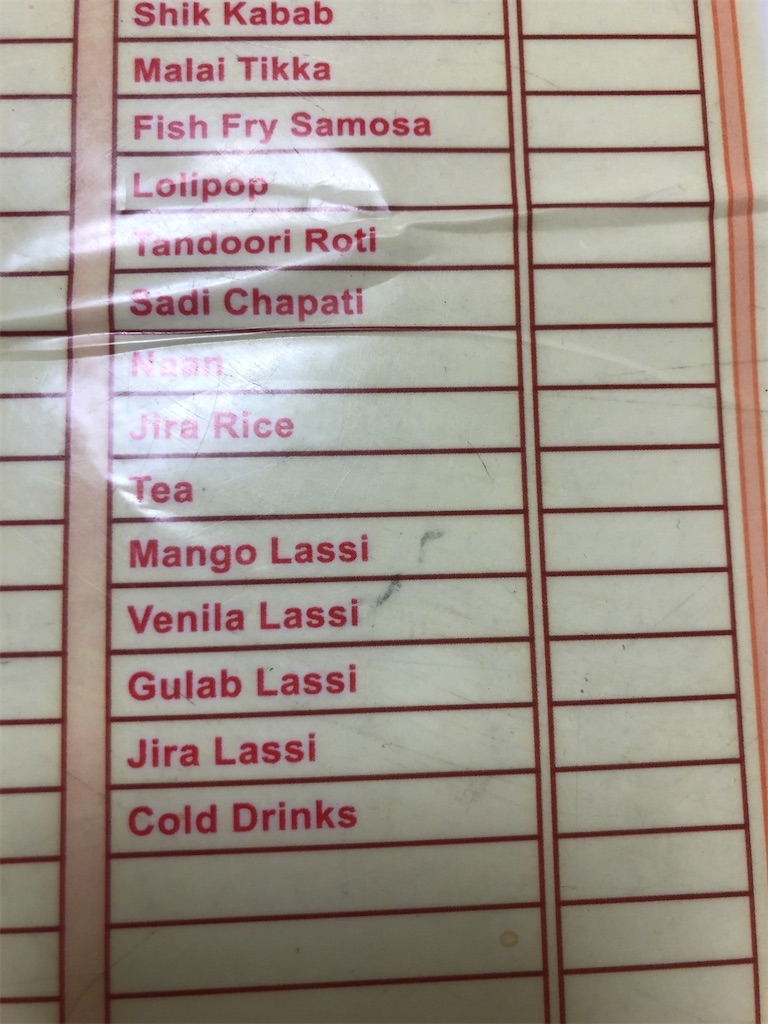 Shik Kabab
Malai Tikka
Fish Fry Samosa
Lolipop
Tandoori Roti
Sadi Chapati
Naan
Jira Rice
Tea
Mango Lassi
Venila Lassi
Gulab Lassi
Jira Lassi
Cold Drinks